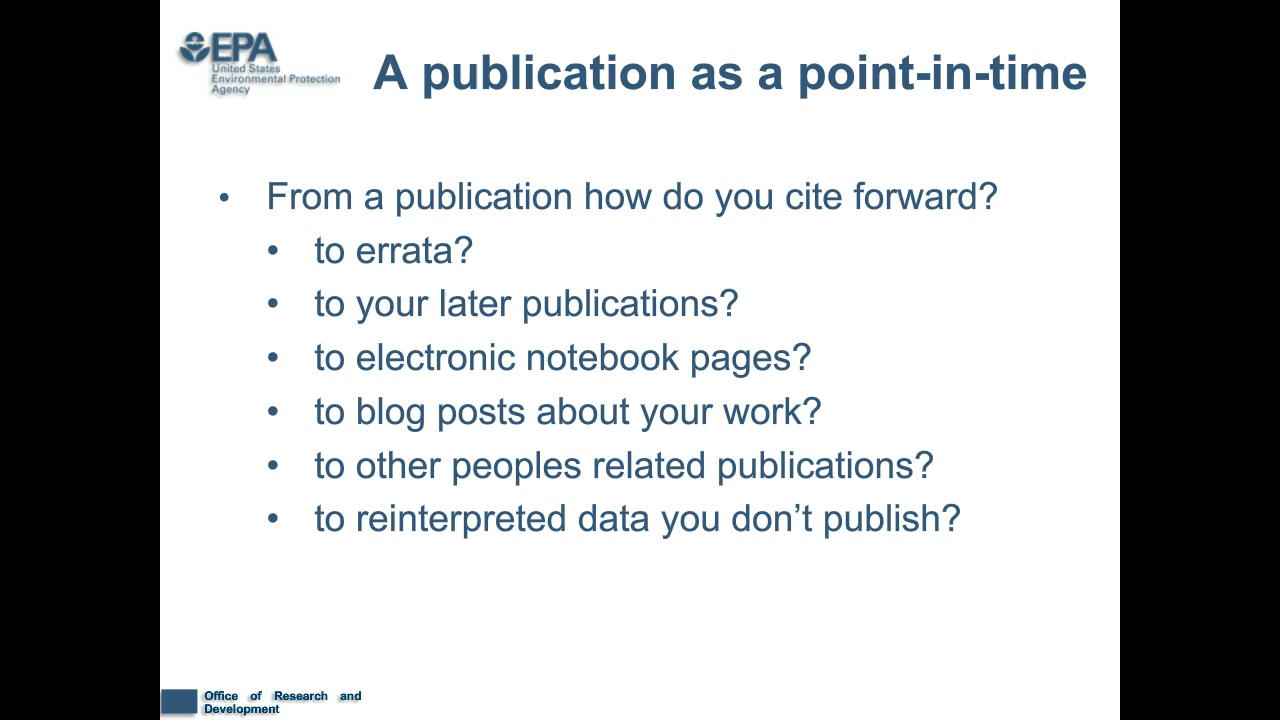 EPA
United States
Environmental Protection
Agency
A publication as a point-in-time
• From a publication how do you cite forward?
• to errata?
• to your later publications?
• to electronic notebook pages?
• to blog posts about your work?
• to other peoples related publications?
• to reinterpreted data you don’t publish?
Office of Research and
Development